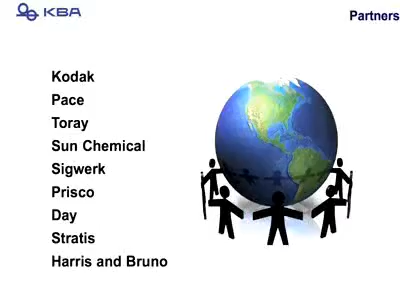 KBA
Partners
Kodak
Pace
Toray
Sun Chemical
Sigwerk
Prisco
Day
Stratis
Harris and Bruno